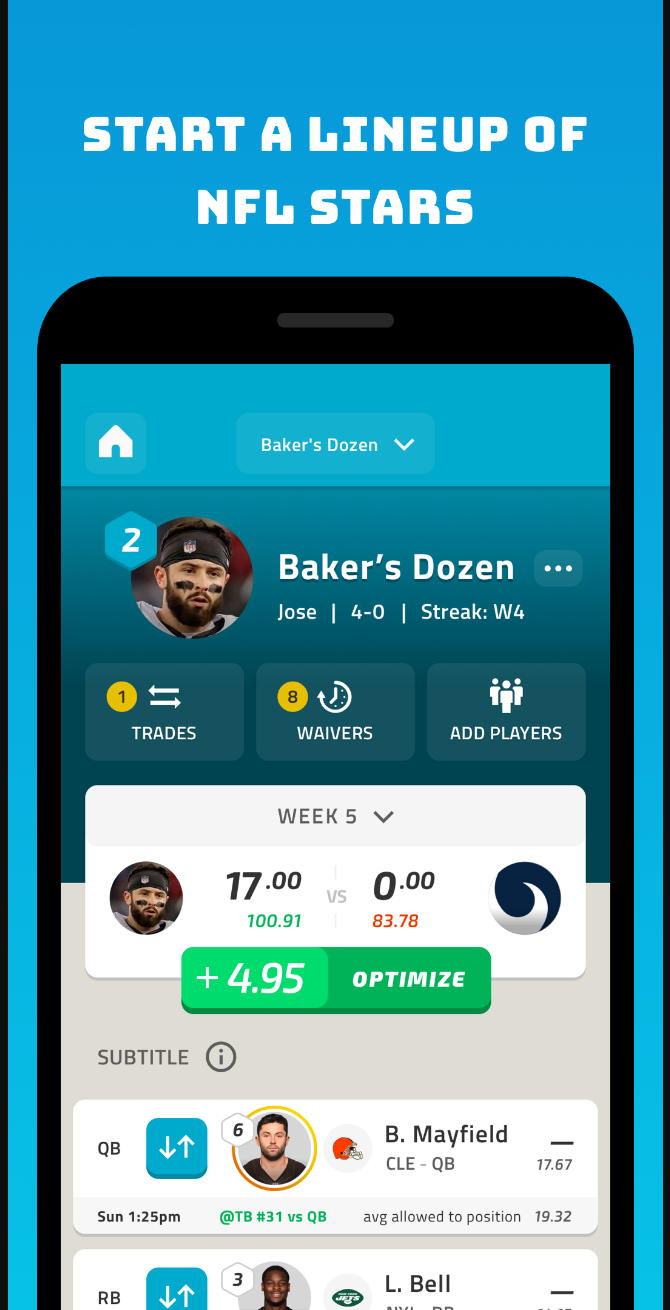 START A LINEUP OF
NFL STARS
Baker's Dozen
2
Baker's Dozen
Jose | 4-0 | Streak: W4
1
8
TRADES
WAIVERS
ADD PLAYERS
WEEK 5
17.00 VS 0.00
100.91 83.78
+ 4.95 OPTIMIZE
SUBTITLE
QB 6 B. Mayfield —
CLE - QB 17.67
Sun 1:25pm @TB #31 vs QB avg allowed to position 19.32
RB 3 JETS L. Bell —